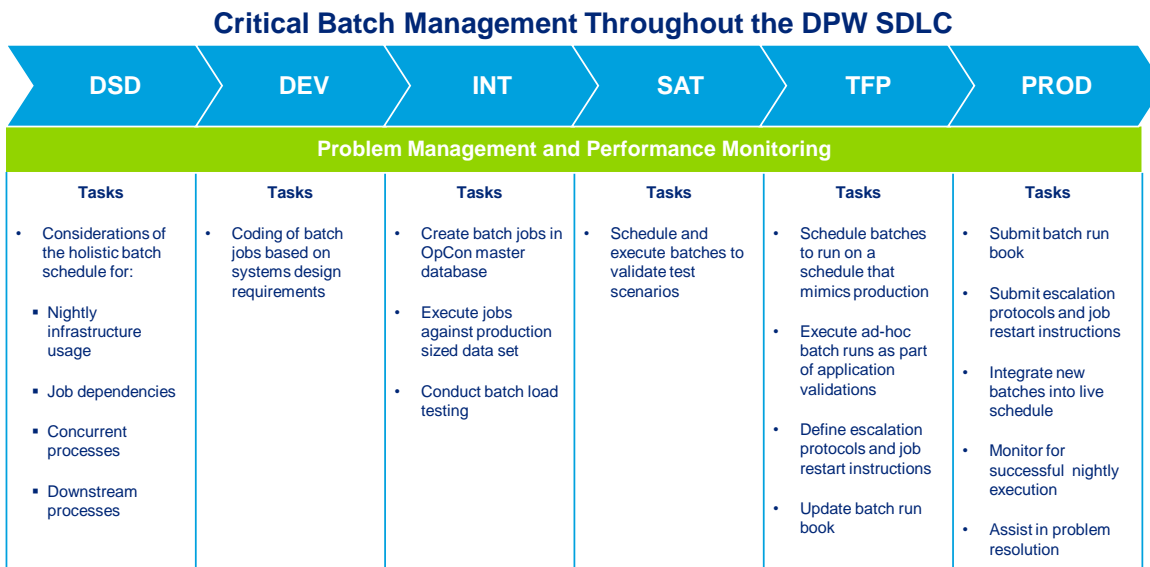 Critical Batch Management Throughout the DPW SDLC
DSD
DEV
INT
SAT
TFP
PROD
Problem Management and Performance Monitoring
Tasks
• Considerations of
the holistic batch
schedule for:
▪ Nightly
infrastructure
usage
▪ Job dependencies
▪ Concurrent
processes
▪ Downstream
processes
Tasks
• Coding of batch
jobs based on
systems design
requirements
Tasks
• Create batch jobs in
OpCon master
database
• Execute jobs
against production
sized data set
• Conduct batch load
testing
Tasks
• Schedule and
execute batches to
validate test
scenarios
Tasks
• Schedule batches
to run on a
schedule that
mimics production
• Execute ad-hoc
batch runs as part
of application
validations
• Define escalation
protocols and job
restart instructions
• Update batch run
book
Tasks
• Submit batch run
book
• Submit escalation
protocols and job
restart instructions
• Integrate new
batches into live
schedule
• Monitor for
successful nightly
execution
• Assist in problem
resolution